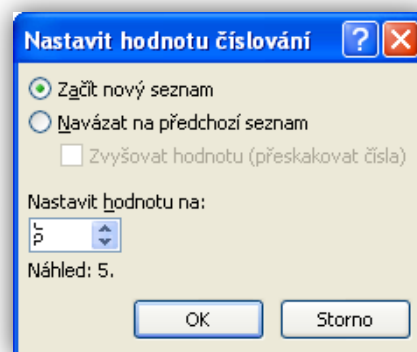 Nastavit hodnotu číslování
Začít nový seznam
Navázat na předchozí seznam
Zvyšovat hodnotu (přeskakovat čísla)
Nastavit hodnotu na:
Náhled: 5.
OK
Storno